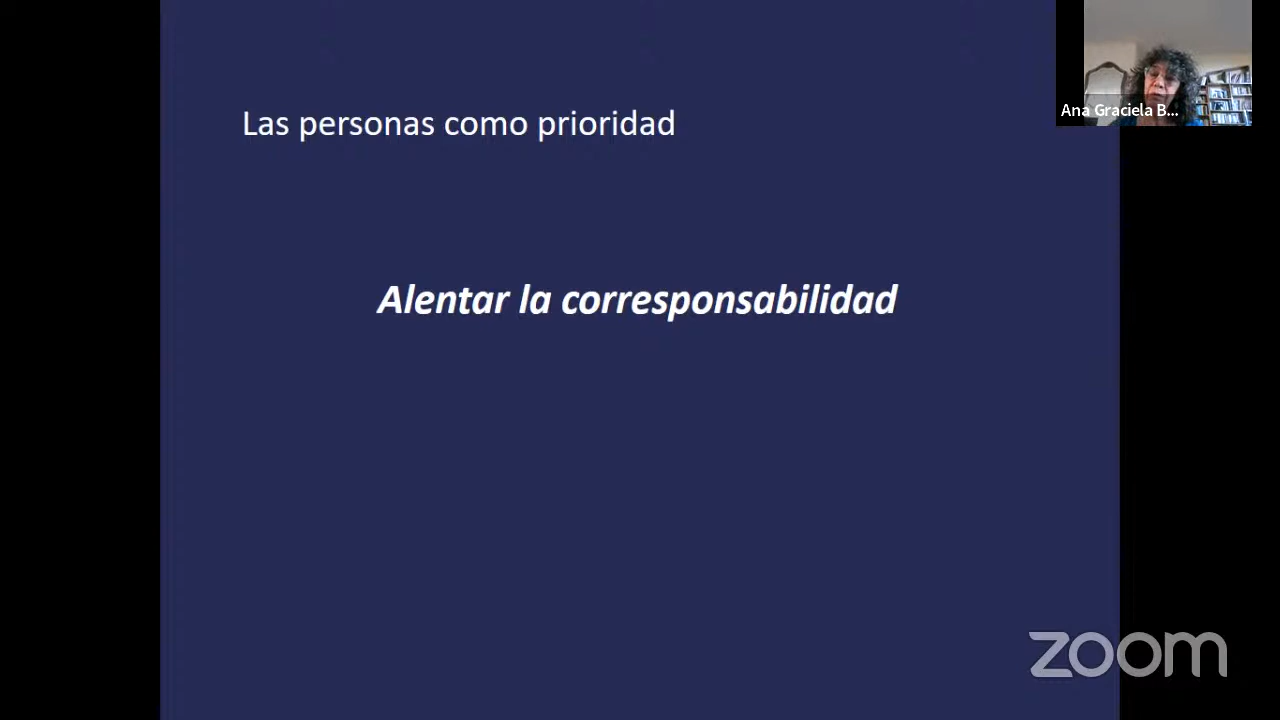 Las personas como prioridad
Ana Graciela B...
Alentar la corresponsabilidad
zoom